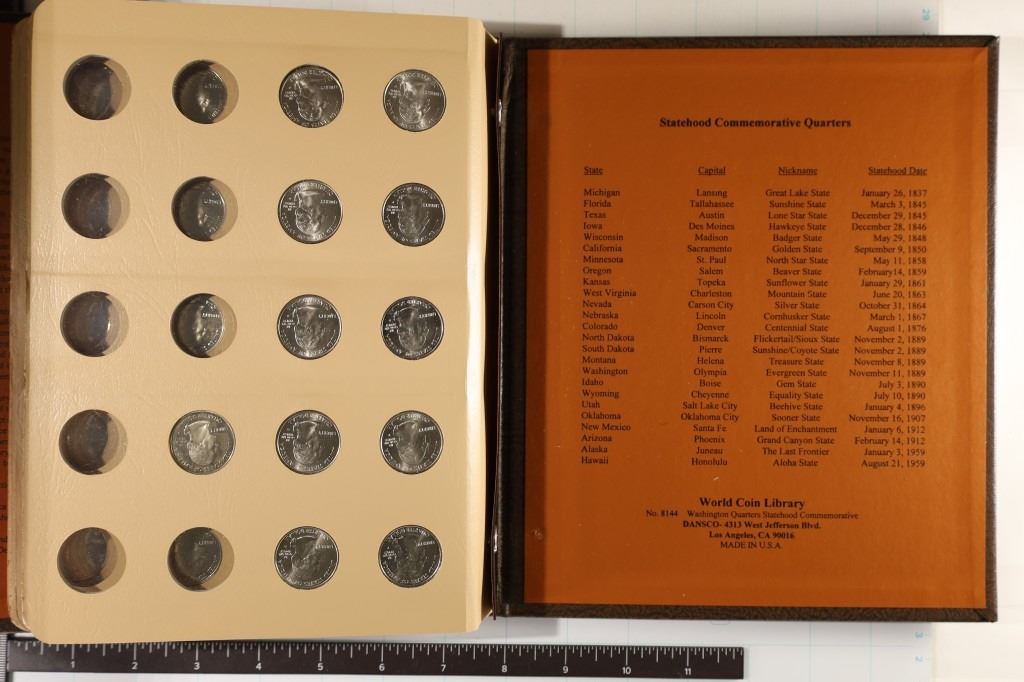 Statehood Commemorative Quarters
State Capital Nickname Statehood Date
Michigan Lansing Great Lake State January 26, 1837
Florida Tallahassee Sunshine State March 3, 1845
Texas Austin Lone Star State December 29, 1845
Iowa Des Moines Hawkeye State December 28, 1846
Wisconsin Madison Badger State May 29, 1848
California Sacramento Golden State September 9, 1850
Minnesota St. Paul North Star State May 11, 1858
Oregon Salem Beaver State February14, 1859
Kansas Topeka Sunflower State January 29, 1861
West Virginia Charleston Mountain State June 20, 1863
Nevada Carson City Silver State October 31, 1864
Nebraska Lincoln Cornhusker State March 1, 1867
Colorado Denver Centennial State August 1, 1876
North Dakota Bismarck Flickertail/Sioux State November 2, 1889
South Dakota Pierre Sunshine/Coyote State November 2, 1889
Montana Helena Treasure State November 8, 1889
Washington Olympia Evergreen State November 11, 1889
Idaho Boise Gem State July 3, 1890
Wyoming Cheyenne Equality State July 10, 1890
Utah Salt Lake City Beehive State January 4, 1896
Oklahoma Oklahoma City Sooner State November 16, 1907
New Mexico Santa Fe Land of Enchantment January 6, 1912
Arizona Phoenix Grand Canyon State February 14, 1912
Alaska Juneau The Last Frontier January 3, 1959
Hawaii Honolulu Aloha State August 21, 1959
World Coin Library
No. 8144 Washington Quarters Statehood Commemorative
DANSCO- 4313 West Jefferson Blvd.
Los Angeles, CA 90016
MADE IN U.S.A.
1 2 3 4 5 6 7 8 9 10 11